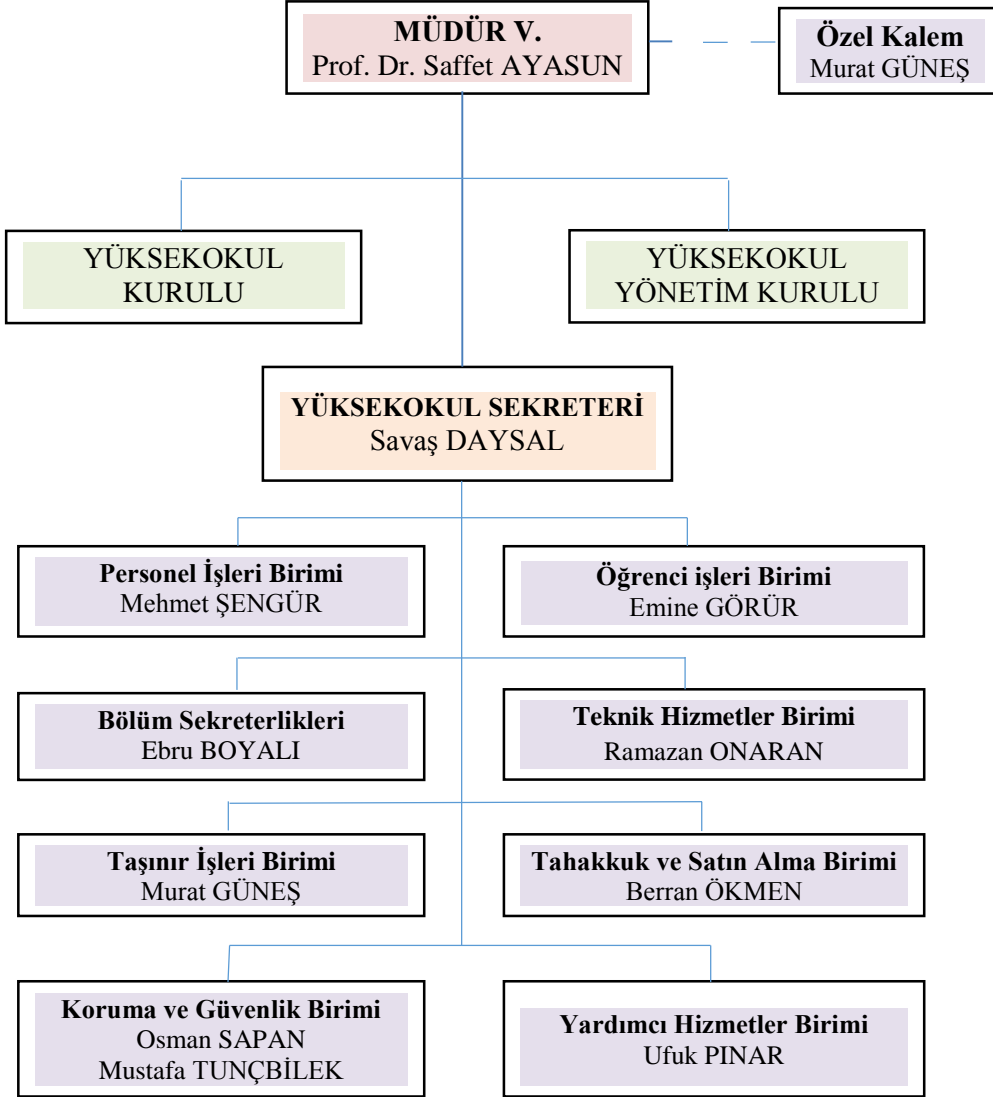 MÜDÜR V.
Prof. Dr. Saffet AYASUN
Özel Kalem
Murat GÜNEŞ
YÜKSEKOKUL
KURULU
YÜKSEKOKUL
YÖNETİM KURULU
YÜKSEKOKUL SEKRETERİ
Savaş DAYSAL
Personel İşleri Birimi
Mehmet ŞENGÜR
Öğrenci işleri Birimi
Emine GÖRÜR
Bölüm Sekreterlikleri
Ebru BOYALI
Teknik Hizmetler Birimi
Ramazan ONARAN
Taşınır İşleri Birimi
Murat GÜNEŞ
Tahakkuk ve Satın Alma Birimi
Berran ÖKMEN
Koruma ve Güvenlik Birimi
Osman SAPAN
Mustafa TUNÇBİLEK
Yardımcı Hizmetler Birimi
Ufuk PINAR